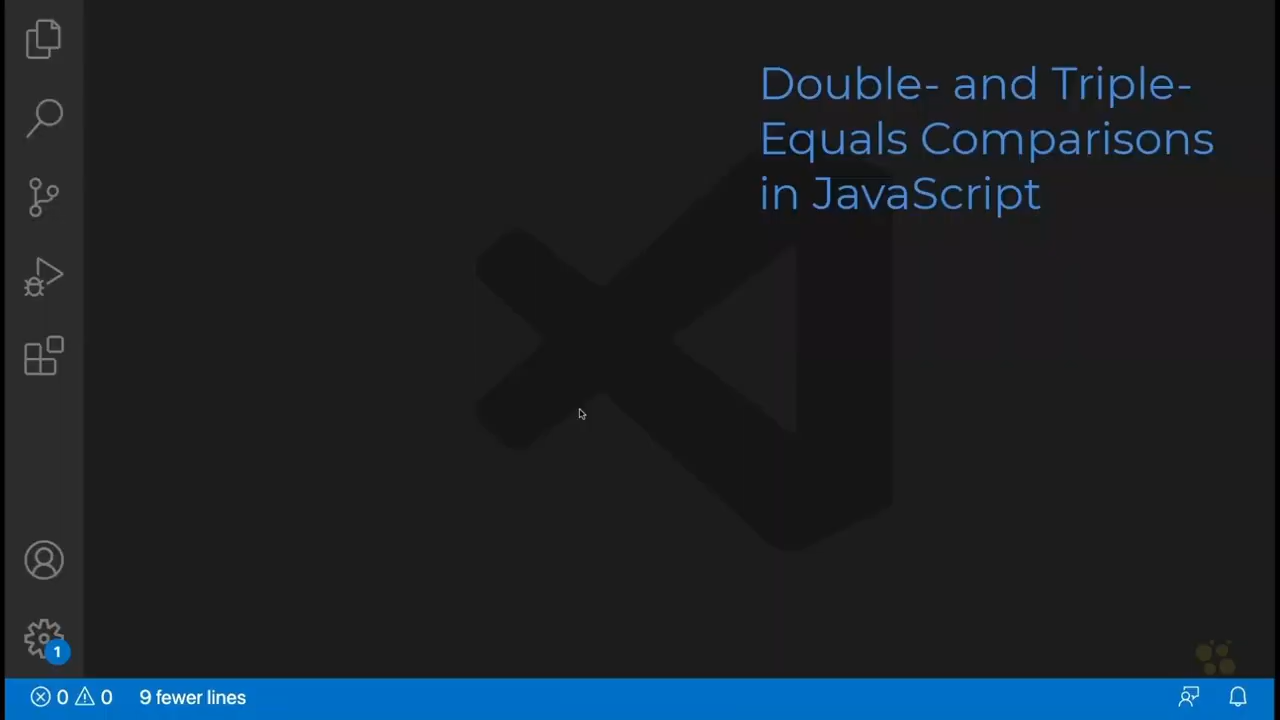 Double- and Triple-
Equals Comparisons
in JavaScript
1
0 0 9 fewer lines